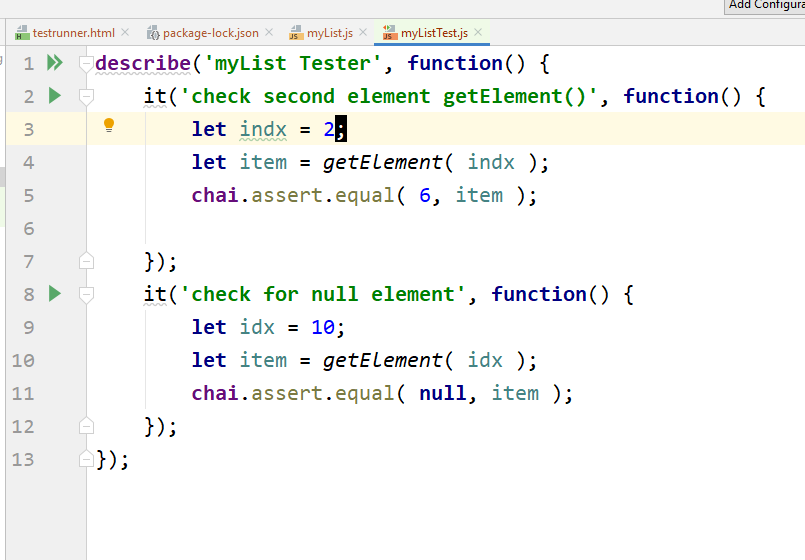 Add Configura
testrunner.html package-lock.json myList.js myListTest.js
1 describe('myList Tester', function() {
2 it('check second element getElement()', function() {
3 let indx = 2;
4 let item = getElement( indx );
5 chai.assert.equal( 6, item );
6
7 });
8 it('check for null element', function() {
9 let idx = 10;
10 let item = getElement( idx );
11 chai.assert.equal( null, item );
12 });
13 });